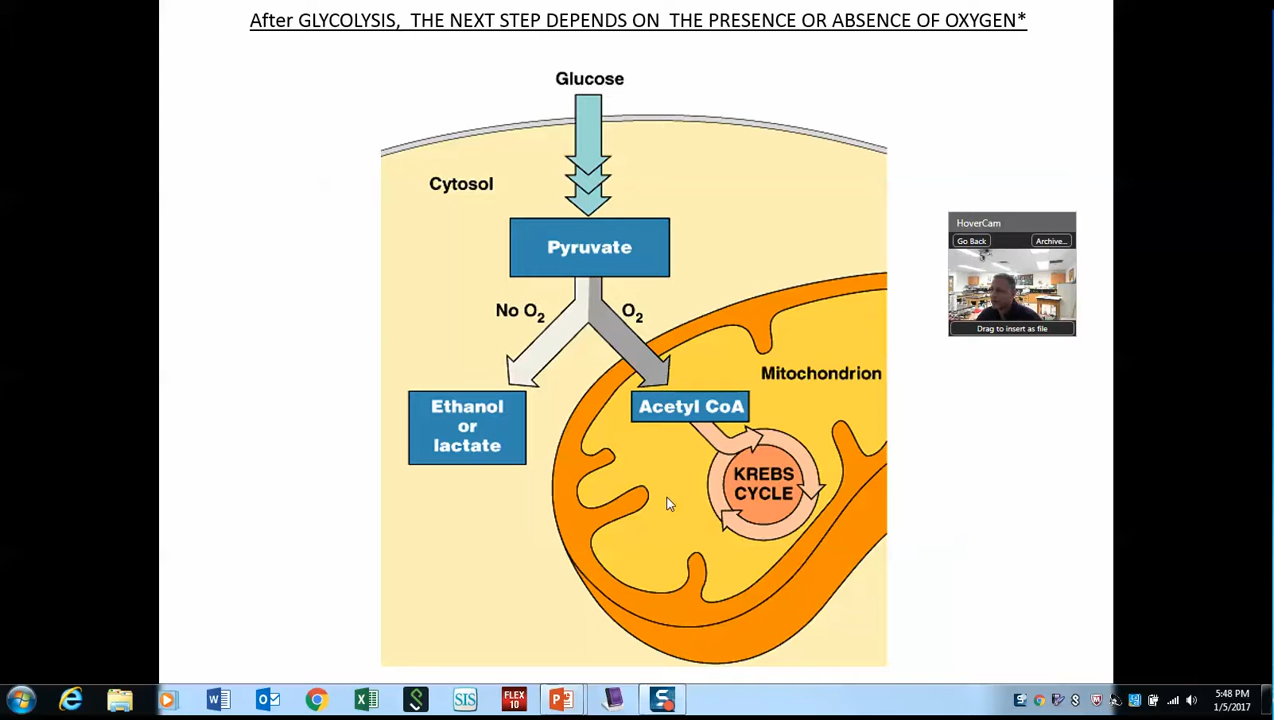 After GLYCOLYSIS, THE NEXT STEP DEPENDS ON THE PRESENCE OR ABSENCE OF OXYGEN*
Glucose
Cytosol
Pyruvate
No O2
O2
Mitochondrion
Ethanol
or
lactate
Acetyl CoA
KREBS
CYCLE
HoverCam
Go Back
Archive...
Drag to insert as file
SIS
FLEX
10
5:48 PM
1/5/2017